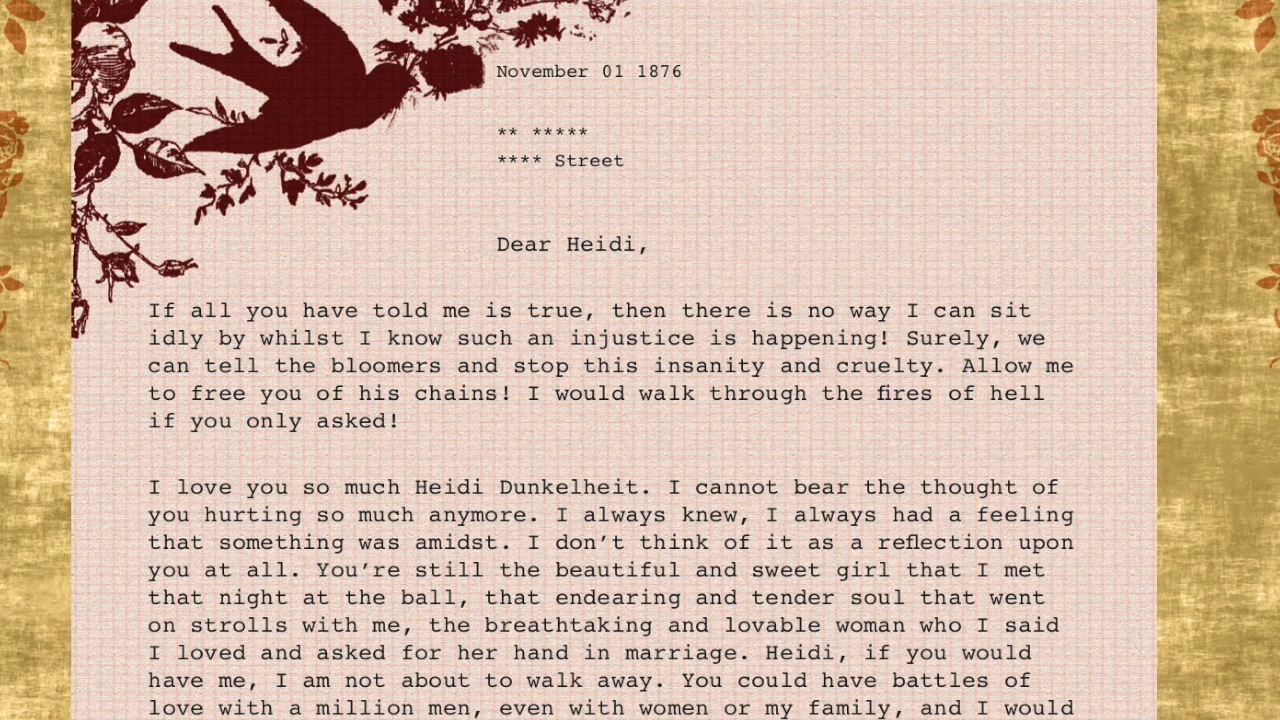 November 01 1876
** *****
**** Street
Dear Heidi,
If all you have told me is true, then there is no way I can sit
idly by whilst I know such an injustice is happening! Surely, we
can tell the bloomers and stop this insanity and cruelty. Allow me
to free you of his chains! I would walk through the fires of hell
if you only asked!
I love you so much Heidi Dunkelheit. I cannot bear the thought of
you hurting so much anymore. I always knew, I always had a feeling
that something was amidst. I don’t think of it as a reflection upon
you at all. You’re still the beautiful and sweet girl that I met
that night at the ball, that endearing and tender soul that went
on strolls with me, the breathtaking and lovable woman who I said
I loved and asked for her hand in marriage. Heidi, if you would
have me, I am not about to walk away. You could have battles of
love with a million men, even with women or my family, and I would